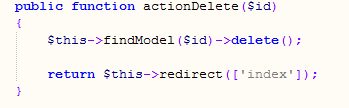 public function actionDelete($id)
{
$this->findModel($id)->delete();
return $this->redirect(['index']);
}